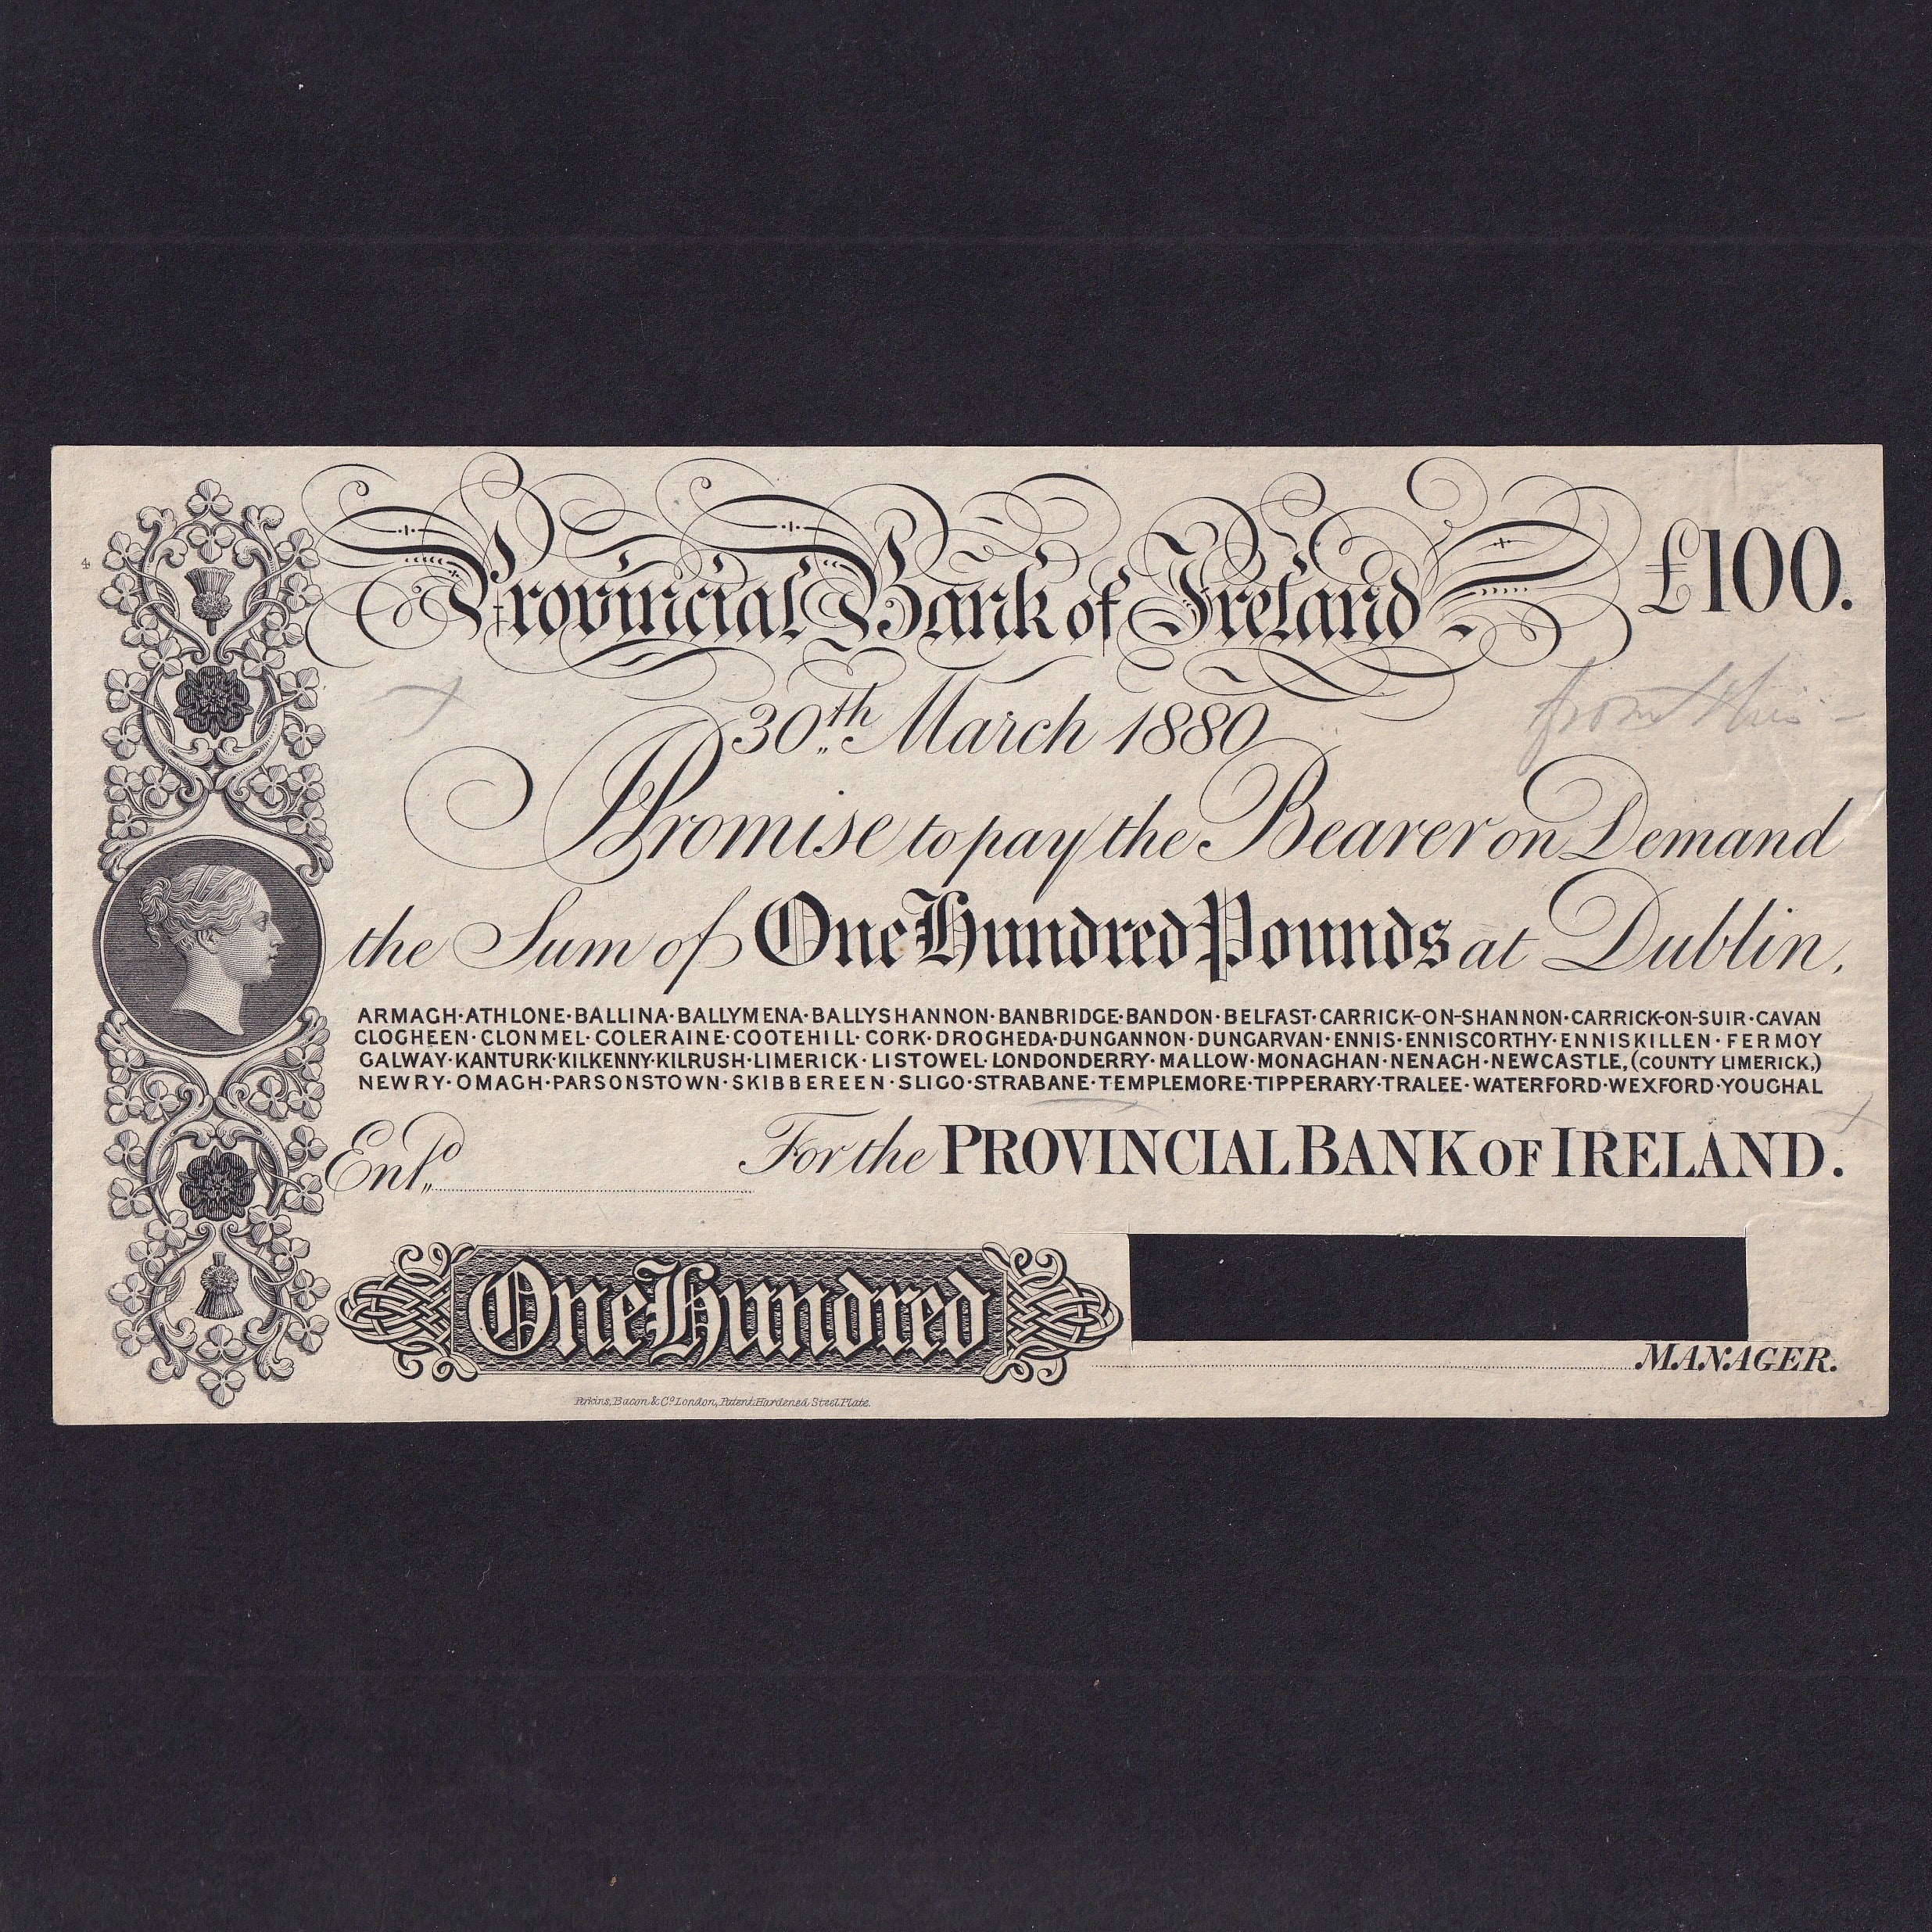 Provincial Bank of Ireland £100.
4
30th March 1880
from this -
Promise to pay the Bearer on Demand
the Sum of One Hundred Pounds at Dublin,
ARMAGH·ATHLONE·BALLINA·BALLYMENA·BALLYSHANNON·BANBRIDGE·BANDON·BELFAST·CARRICK-ON-SHANNON·CARRICK-ON-SUIR·CAVAN
CLOGHEEN·CLONMEL·COLERAINE·COOTEHILL·CORK·DROGHEDA·DUNGANNON·DUNGARVAN·ENNIS·ENNISCORTHY·ENNISKILLEN·FERMOY
GALWAY·KANTURK·KILKENNY·KILRUSH·LIMERICK·LISTOWEL·LONDONDERRY·MALLOW·MONAGHAN·NENAGH·NEWCASTLE, (COUNTY LIMERICK,)
NEWRY·OMAGH·PARSONSTOWN·SKIBBEREEN·SLIGO·STRABANE·TEMPLEMORE·TIPPERARY·TRALEE·WATERFORD·WEXFORD·YOUGHAL
Entd For the PROVINCIAL BANK OF IRELAND.
One Hundred
MANAGER.
Perkins, Bacon & Co. London, Patent Hardened Steel Plate.